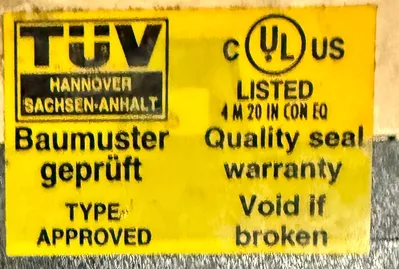 TÜV
HANNOVER
SACHSEN-ANHALT
Baumuster
geprüft
TYPE
APPROVED
C UL US
LISTED
4 M 20 IN CON EQ
Quality seal
warranty
Void if
broken